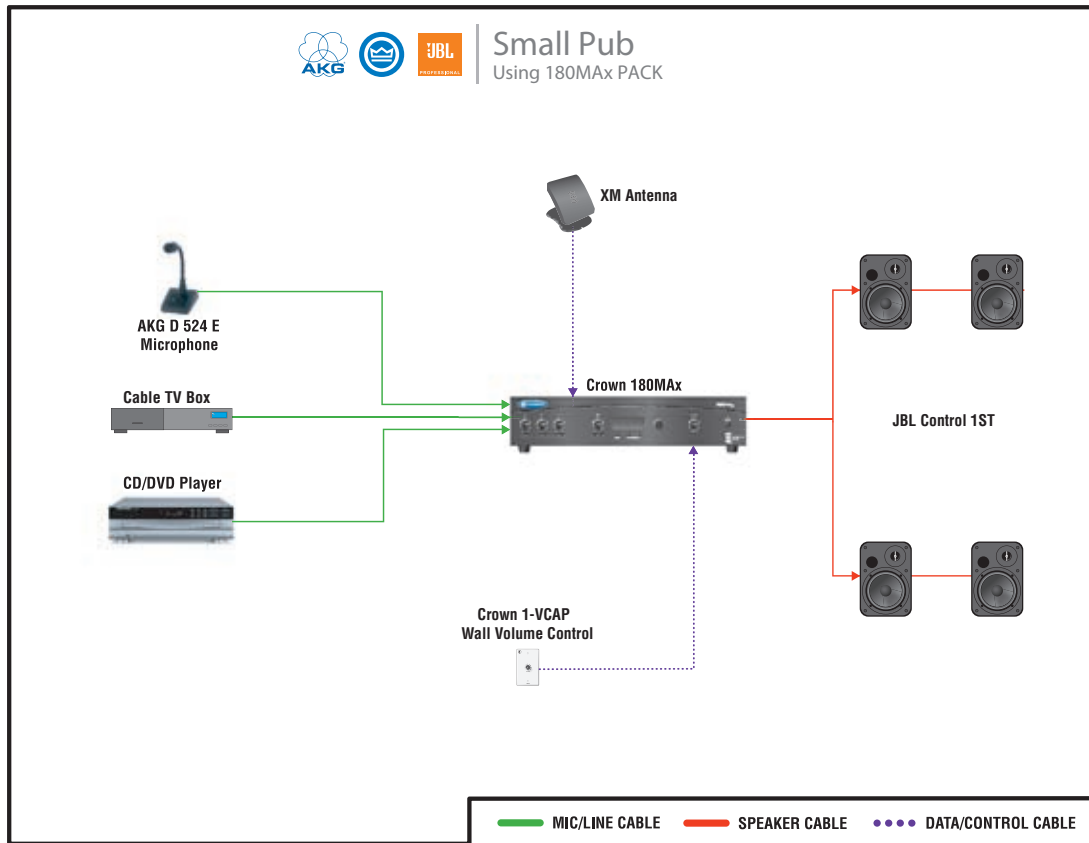 AKG
JBL
PROFESSIONAL
Small Pub
Using 180MAx PACK
XM Antenna
AKG D 524 E
Microphone
Crown 180MAx
Cable TV Box
JBL Control 1ST
CD/DVD Player
Crown 1-VCAP
Wall Volume Control
MIC/LINE CABLE
SPEAKER CABLE
DATA/CONTROL CABLE